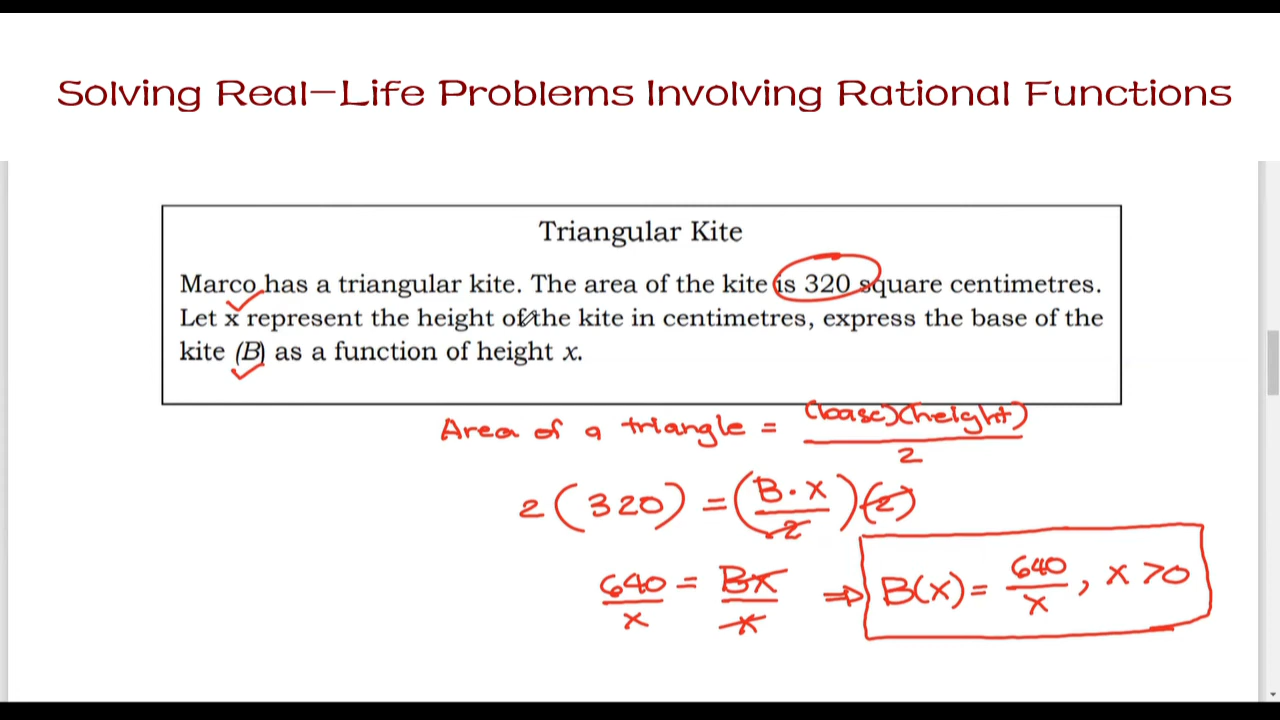 Solving Real-Life Problems Involving Rational Functions
Triangular Kite
Marco has a triangular kite. The area of the kite is 320 square centimetres.
Let x represent the height of the kite in centimetres, express the base of the
kite (B) as a function of height x.
Area of a triangle = (base)(height)
2
2(320) = (B·x
2)(2)
640 = Bx
x x
⇒ B(x) = 640
x, x>0